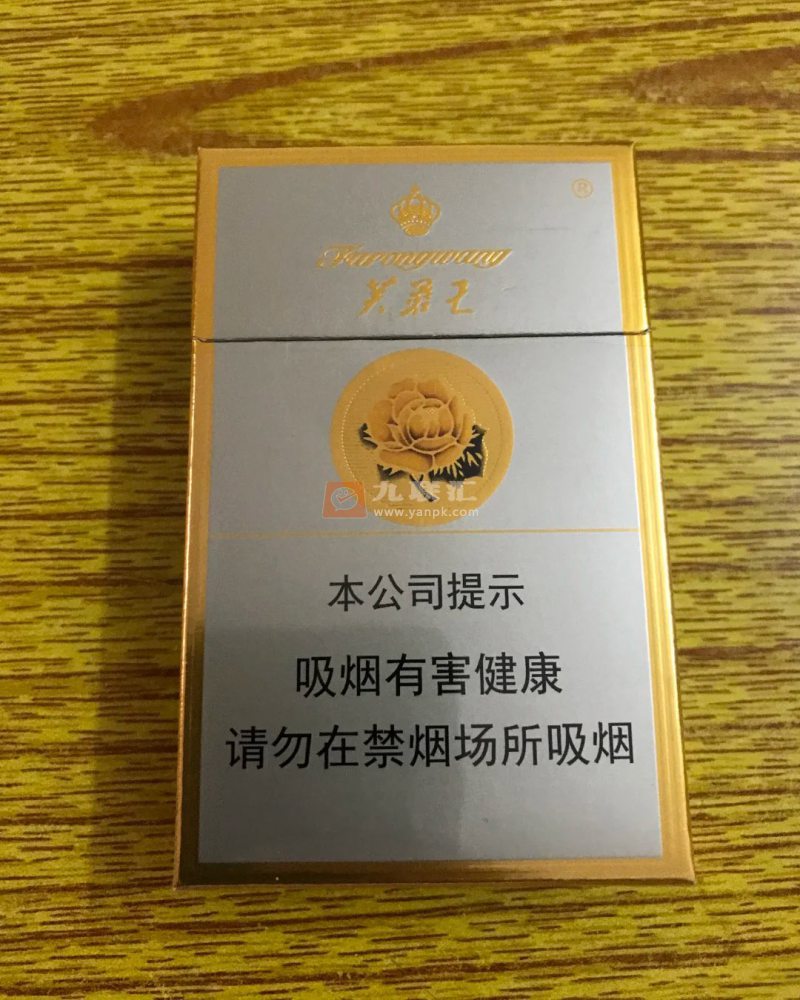 ®
Furongwang
芙蓉王
九珠汇
www.yanpk.com
本公司提示
吸烟有害健康
请勿在禁烟场所吸烟